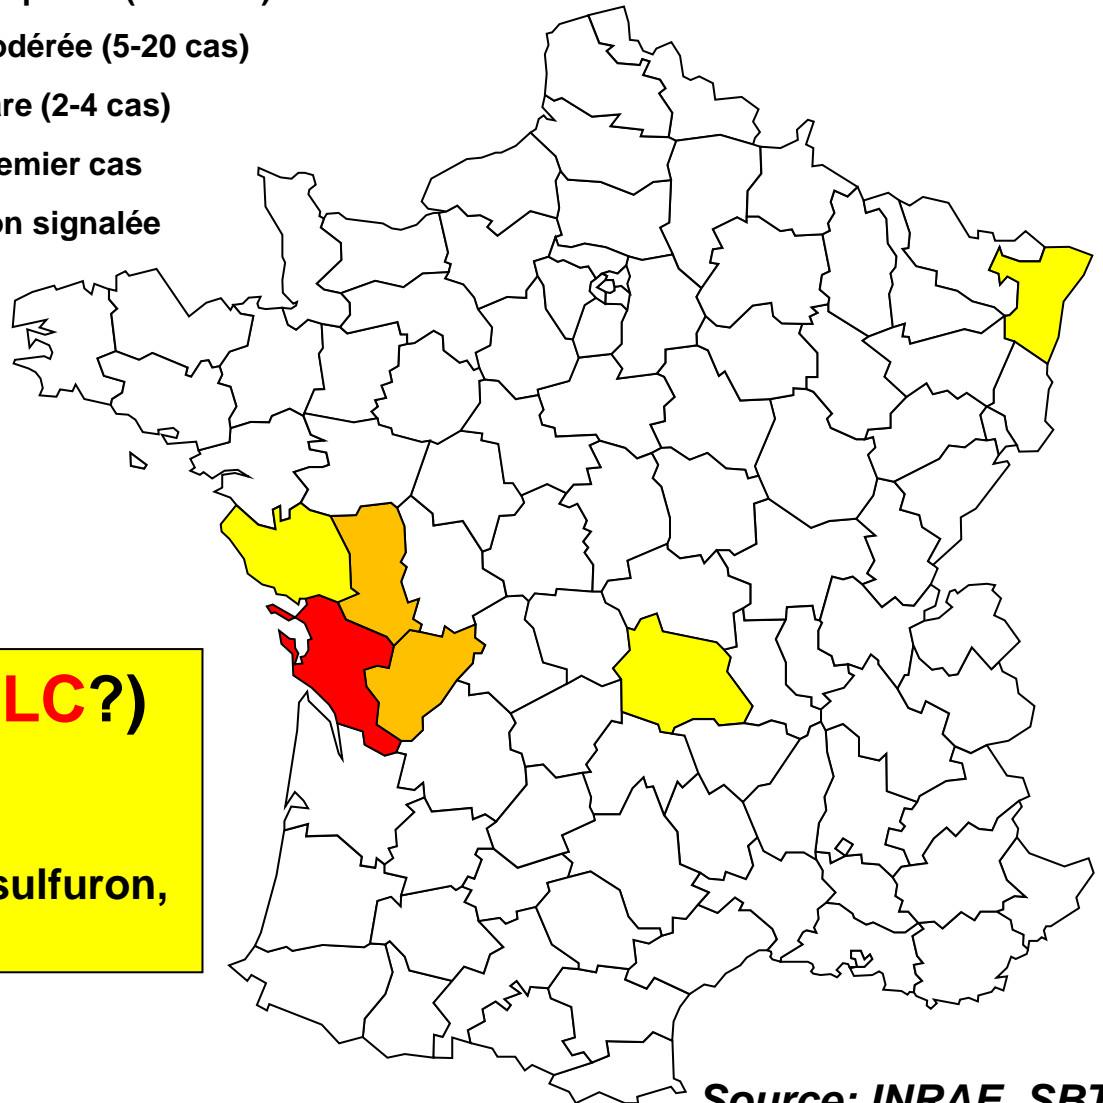 odérée (5-20 cas)
are (2-4 cas)
emier cas
on signalée
LC?)
sulfuron,
Source: INRAE, SBT